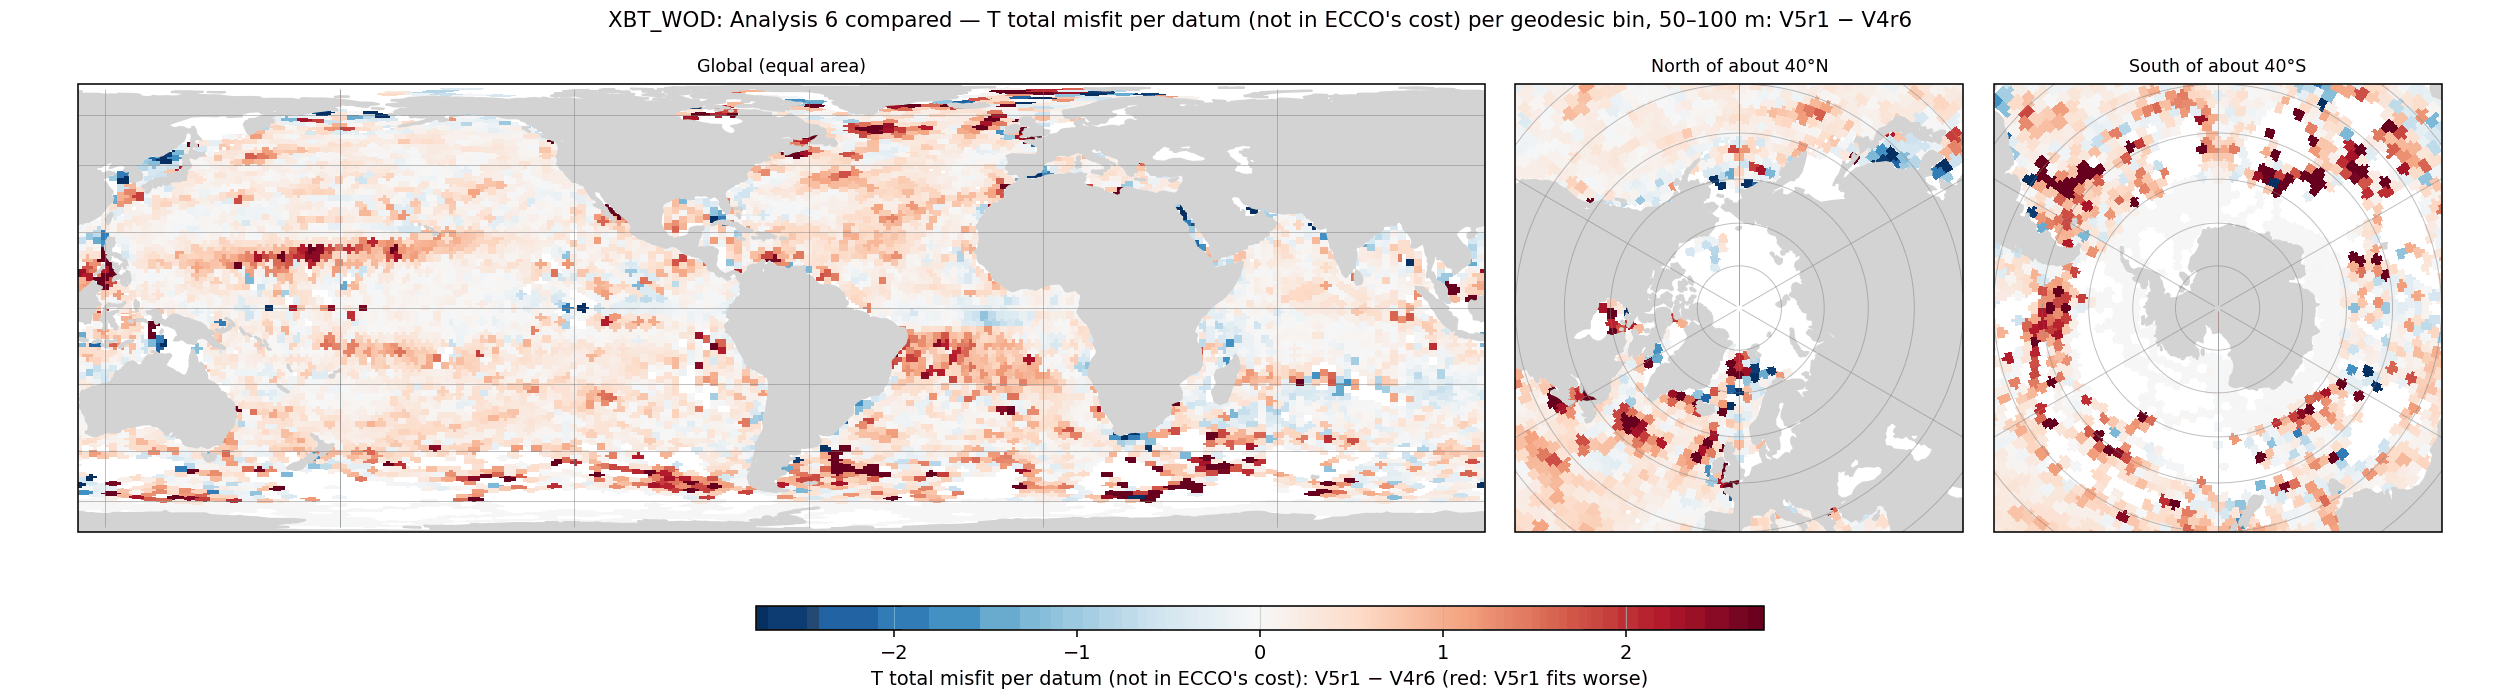 XBT_WOD: Analysis 6 compared — T total misfit per datum (not in ECCO's cost) per geodesic bin, 50–100 m: V5r1 − V4r6
Global (equal area)
North of about 40°N
South of about 40°S
−2 −1 0 1 2
T total misfit per datum (not in ECCO's cost): V5r1 − V4r6 (red: V5r1 fits worse)